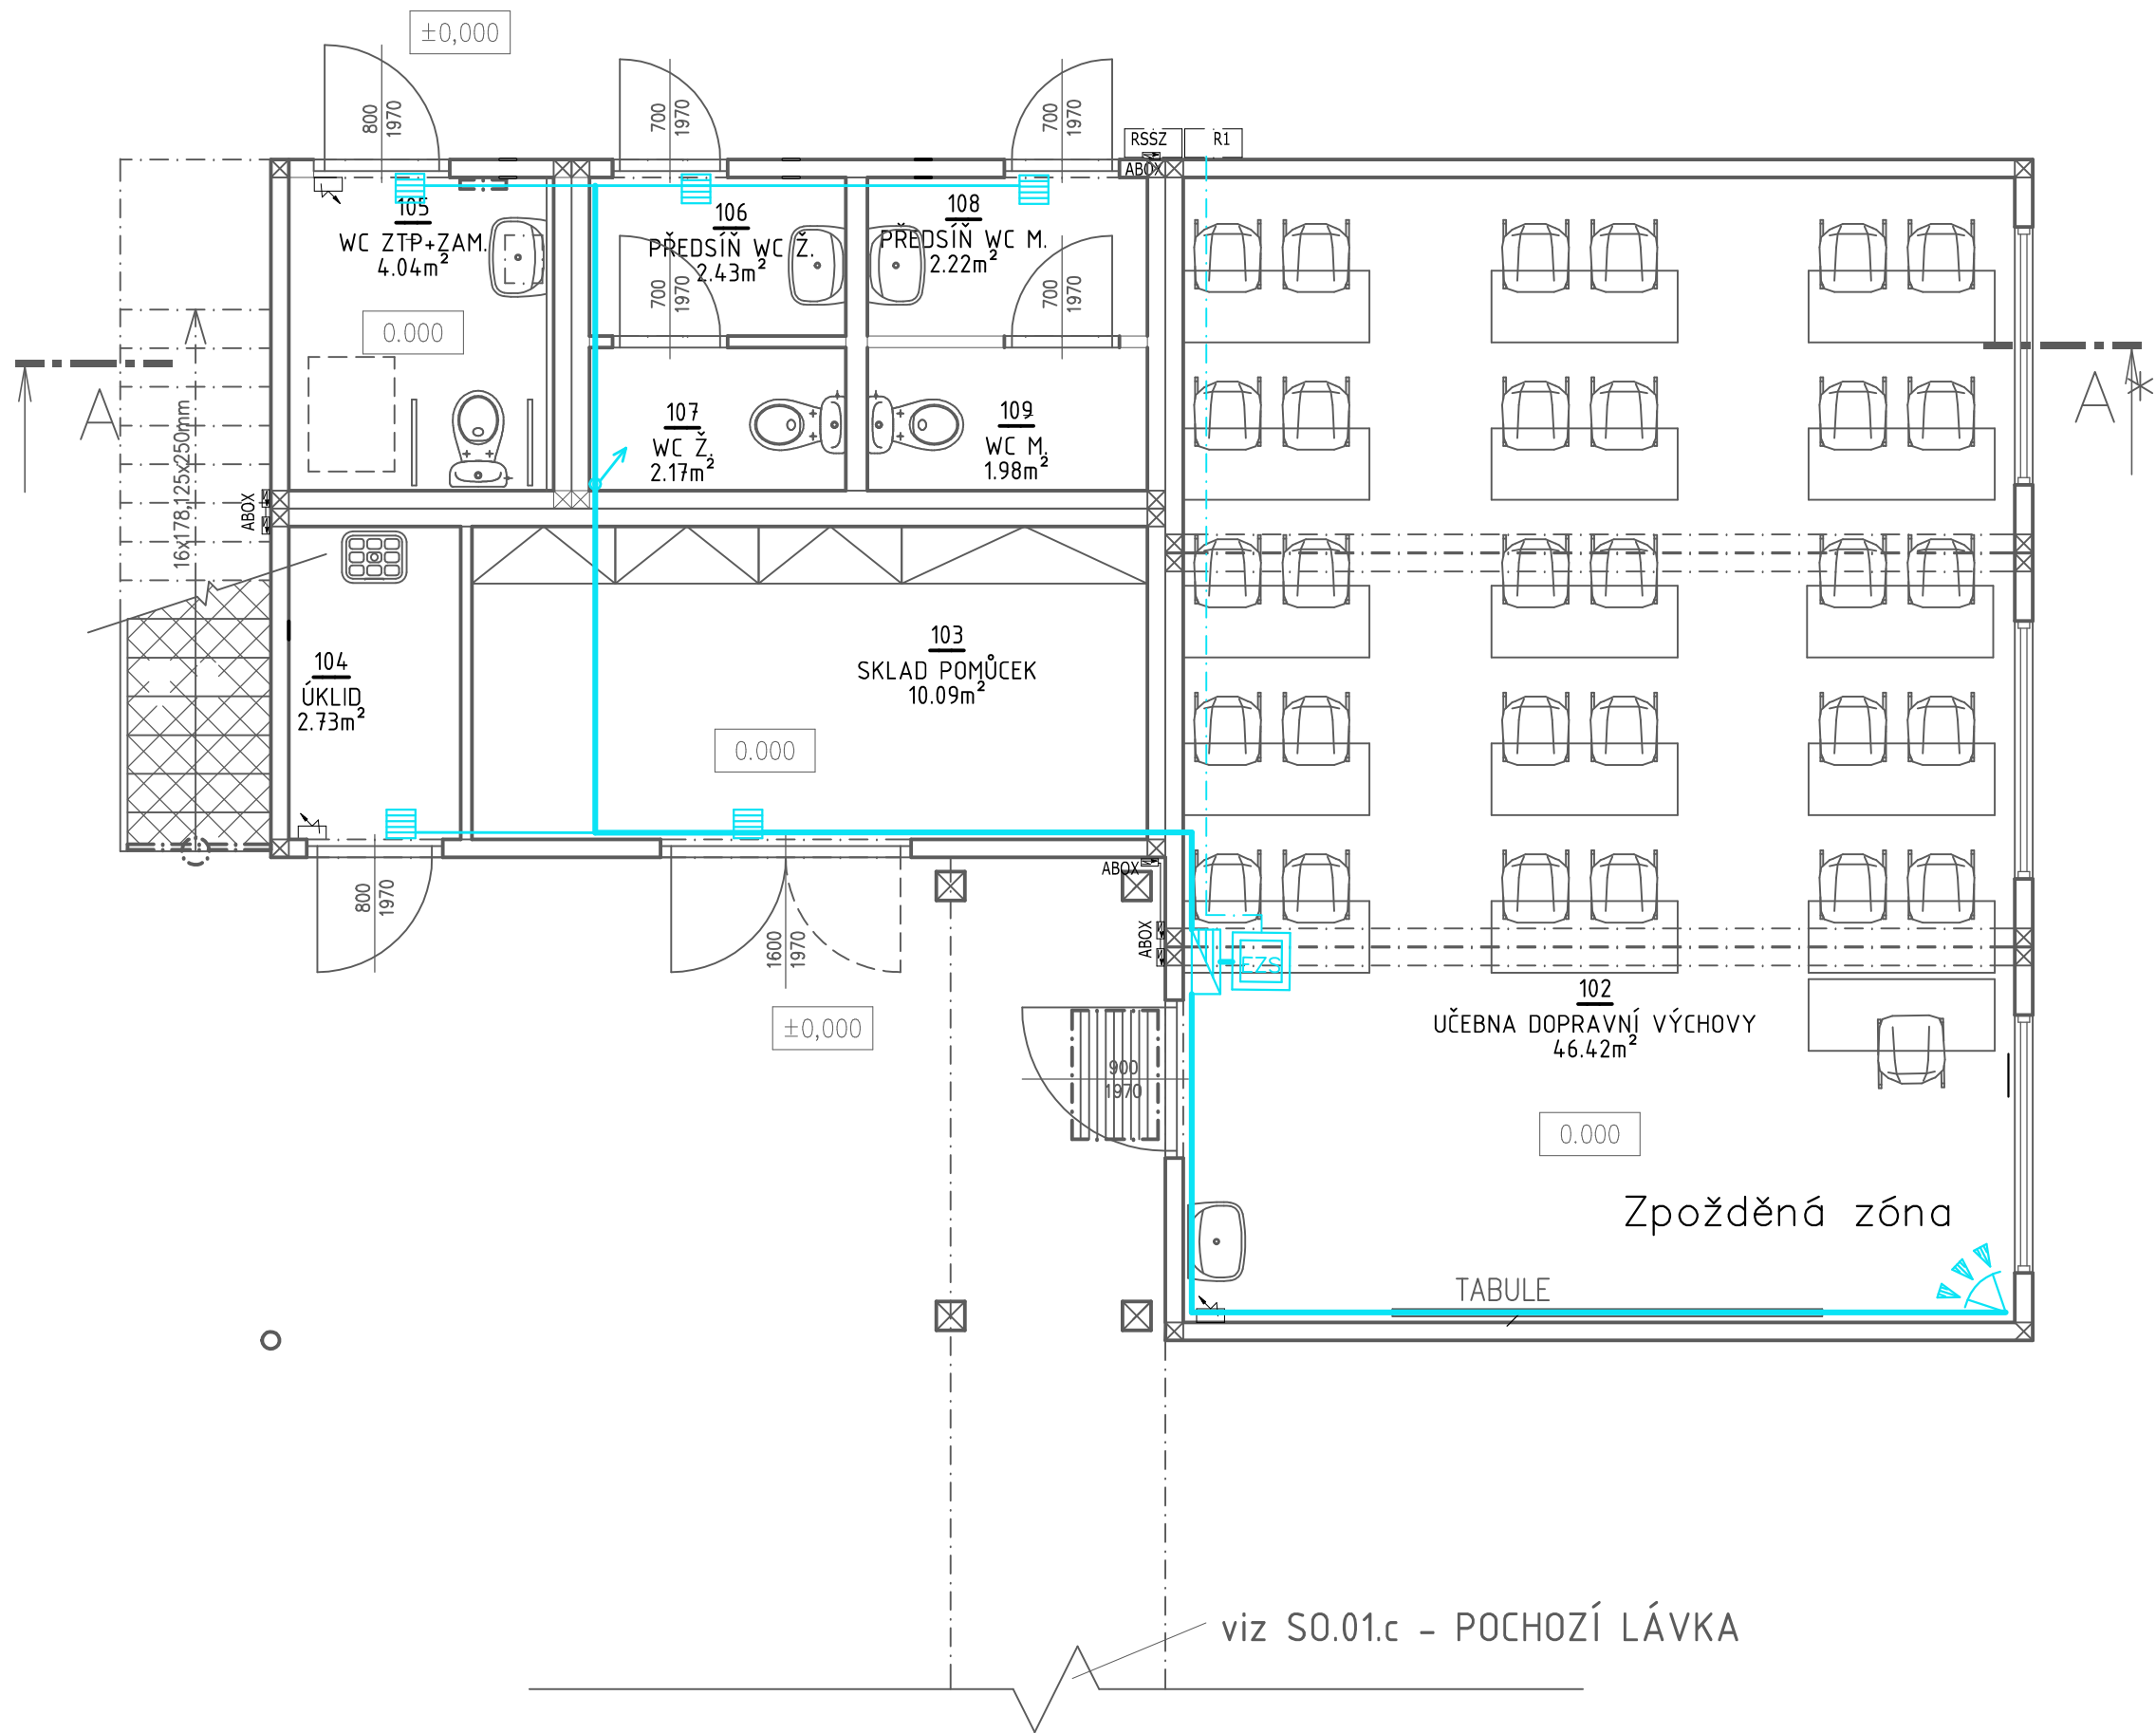 ±0,000
800
1970
700
1970
700
1970
RSSZ
R1
ABOX
105
WC ZTP+ZAM.
4.04m²
106
PŘEDSÍŇ WC Ž.
2.43m²
108
PŘEDSÍŇ WC M.
2.22m²
700
1970
700
1970
0.000
A
A*
16x178,125x250mm
107
WC Ž.
2.17m²
109
WC M.
1.98m²
ABOX
104
ÚKLID
2.73m²
103
SKLAD POMŮCEK
10.09m²
0.000
800
1970
1600
1970
ABOX
ABOX
EZS
102
UČEBNA DOPRAVNÍ VÝCHOVY
46.42m²
±0,000
900
1970
0.000
Zpožděná zóna
TABULE
viz SO.01.c - POCHOZÍ LÁVKA